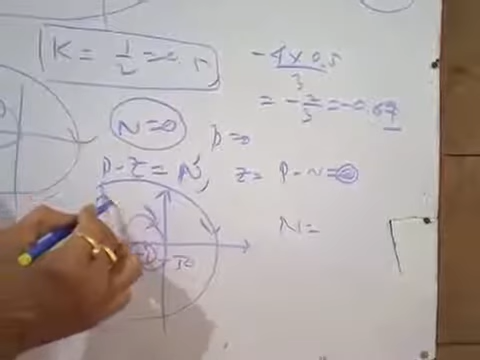 K = 1/2 = 0.5
-4 x 0.5 / 3
= -2/3 = -0.67
N = 0
P = 0
P - Z = N,
Z = P - N = 0
N =